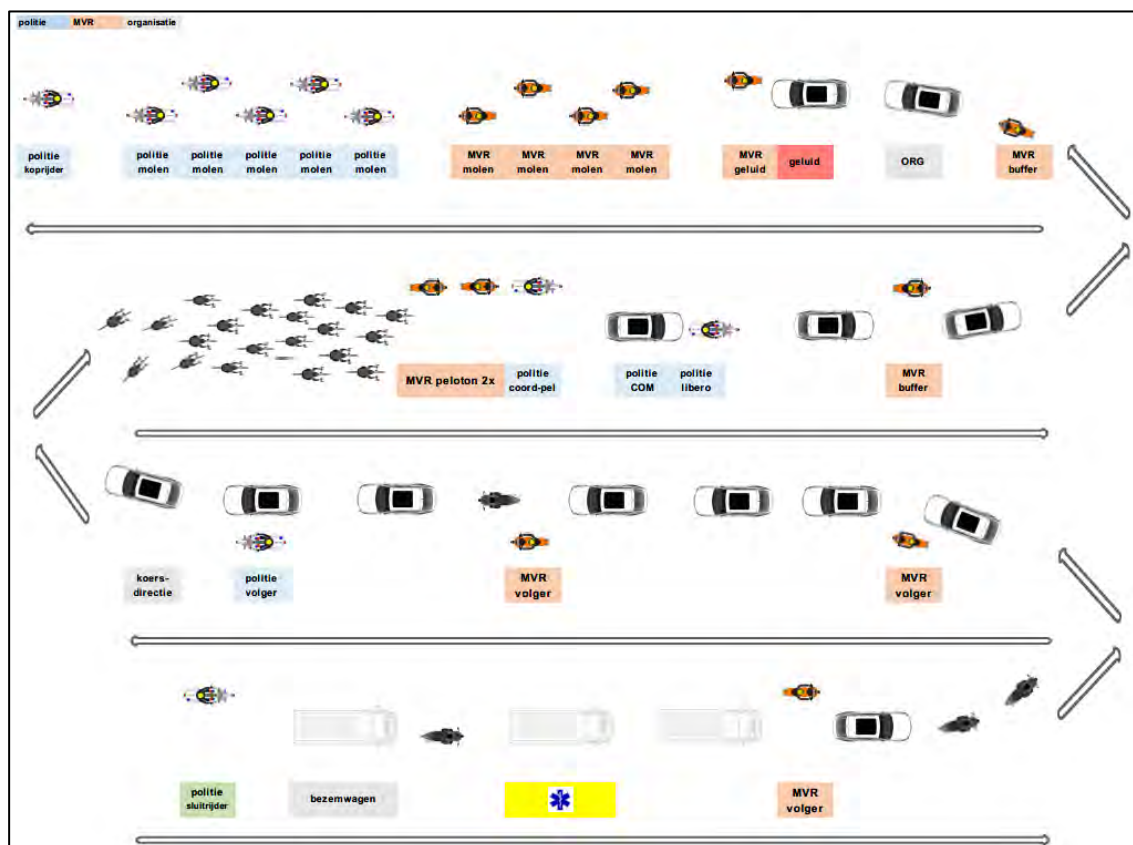 politie MVR organisatie
politie koprijder
politie molen
politie molen
politie molen
politie molen
politie molen
MVR molen
MVR molen
MVR molen
MVR molen
MVR geluid
geluid
ORG
MVR buffer
MVR peloton 2x
politie coord-pel
politie COM
politie libero
MVR buffer
koers-directie
politie volger
MVR volger
MVR volger
politie sluitrijder
bezemwagen
MVR volger